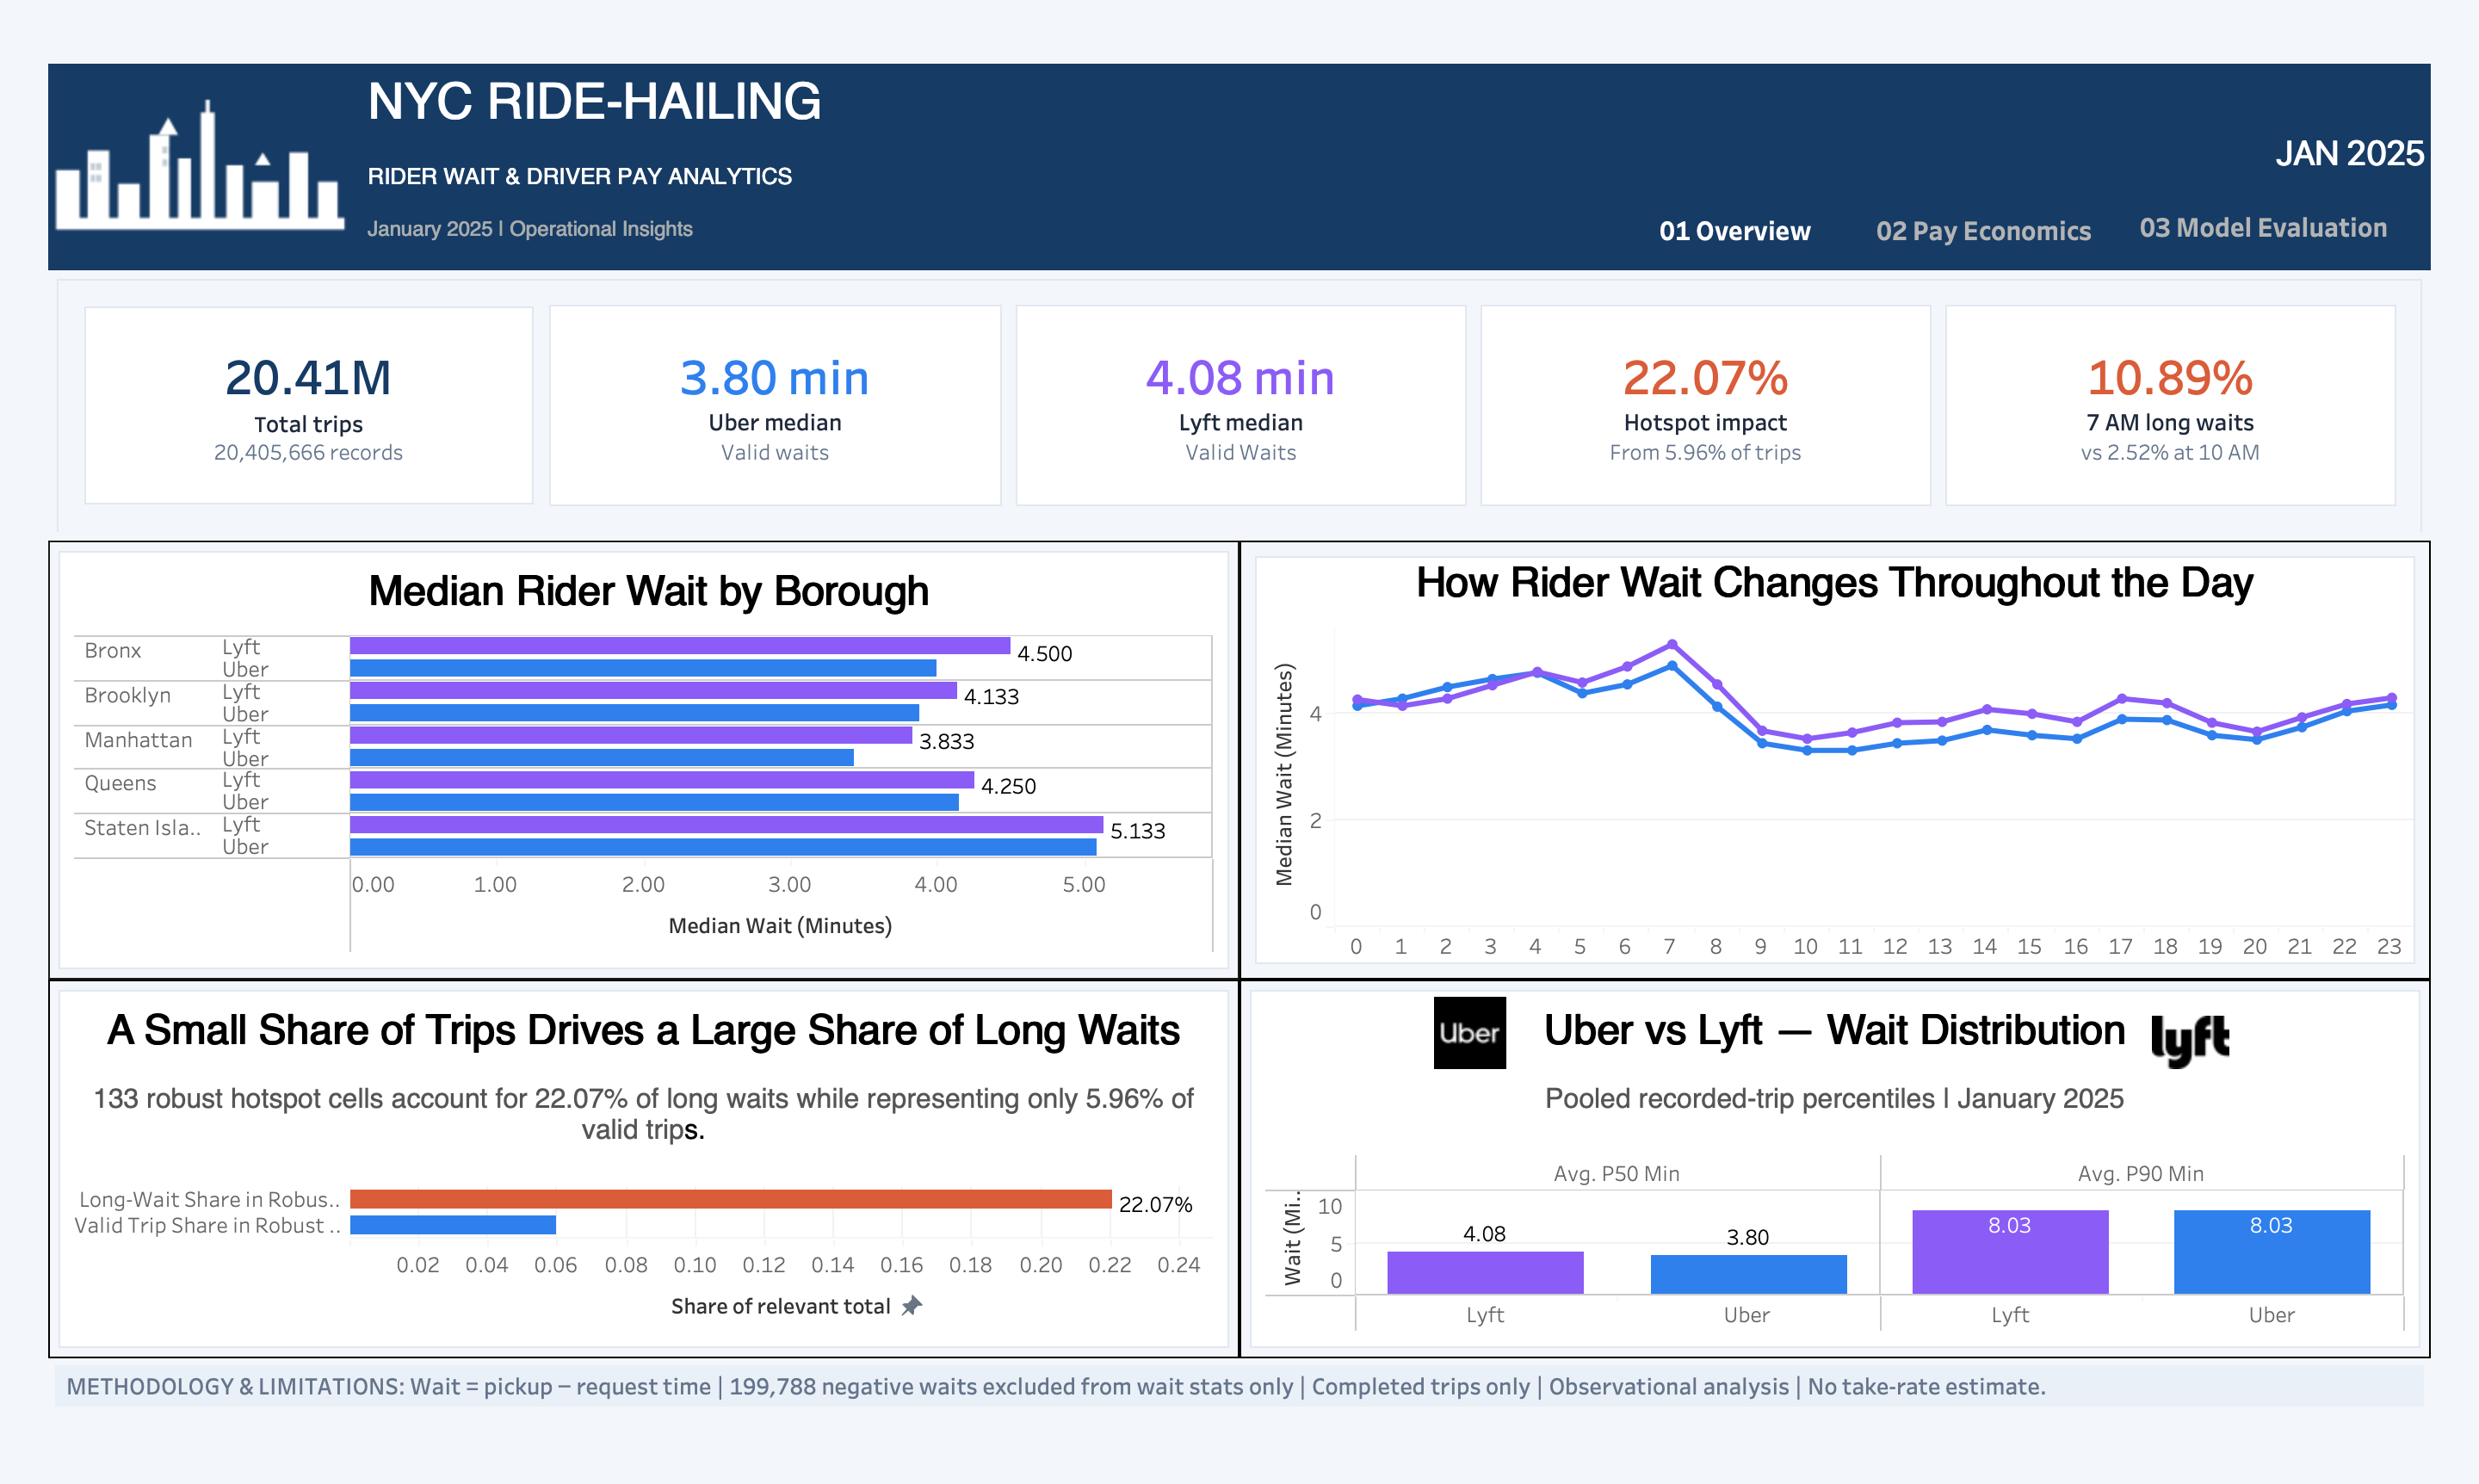 NYC RIDE-HAILING
RIDER WAIT & DRIVER PAY ANALYTICS
January 2025 | Operational Insights
JAN 2025
01 Overview
02 Pay Economics
03 Model Evaluation
20.41M
Total trips
20,405,666 records
3.80 min
Uber median
Valid waits
4.08 min
Lyft median
Valid Waits
22.07%
Hotspot impact
From 5.96% of trips
10.89%
7 AM long waits
vs 2.52% at 10 AM
Median Rider Wait by Borough
Bronx Lyft 4.500
Uber
Brooklyn Lyft 4.133
Uber
Manhattan Lyft 3.833
Uber
Queens Lyft 4.250
Uber
Staten Isla.. Lyft 5.133
Uber
0.00 1.00 2.00 3.00 4.00 5.00
Median Wait (Minutes)
How Rider Wait Changes Throughout the Day
Median Wait (Minutes)
4
2
0
0 1 2 3 4 5 6 7 8 9 10 11 12 13 14 15 16 17 18 19 20 21 22 23
A Small Share of Trips Drives a Large Share of Long Waits
133 robust hotspot cells account for 22.07% of long waits while representing only 5.96% of
valid trips.
Long-Wait Share in Robus.. 22.07%
Valid Trip Share in Robust ..
0.02 0.04 0.06 0.08 0.10 0.12 0.14 0.16 0.18 0.20 0.22 0.24
Share of relevant total
Uber
Uber vs Lyft — Wait Distribution
lyft
Pooled recorded-trip percentiles | January 2025
Avg. P50 Min Avg. P90 Min
Wait (Mi..
10
5
0
4.08 3.80 8.03 8.03
Lyft Uber Lyft Uber
METHODOLOGY & LIMITATIONS: Wait = pickup – request time | 199,788 negative waits excluded from wait stats only | Completed trips only | Observational analysis | No take-rate estimate.